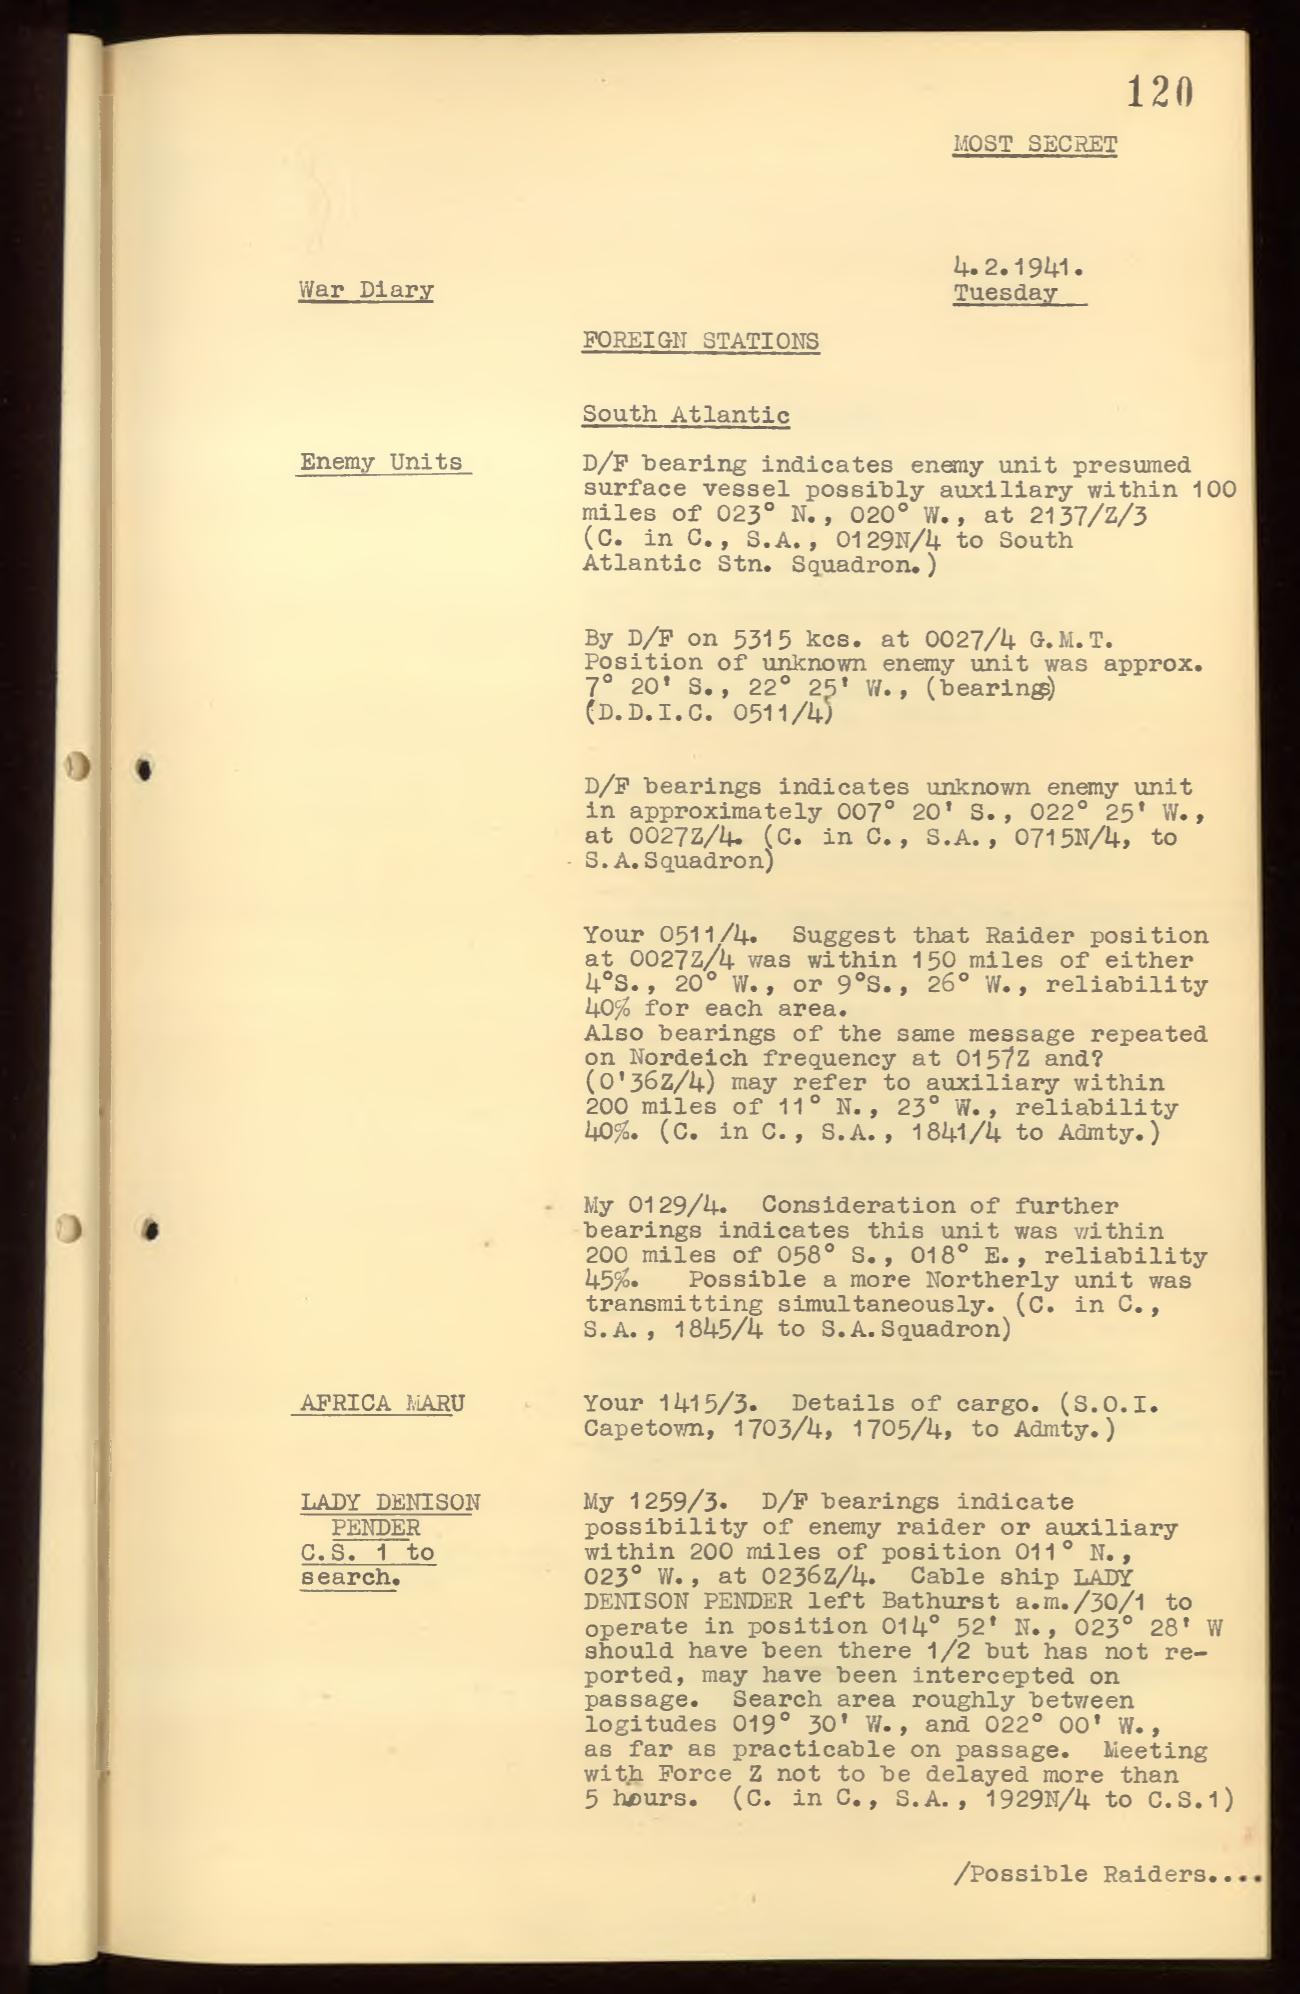 120
MOST SECRET
4.2.1941.
War Diary
Tuesday
FOREIGN STATIONS
South Atlantic
Enemy Units
D/F bearing indicates enemy unit presumed
surface vessel possibly auxiliary within 100
miles of 023° N., 020° W., at 2137/Z/3
(C. in C., S.A., 0129N/4 to South
Atlantic Stn. Squadron.)
By D/F on 5315 kcs. at 0027/4 G.M.T.
Position of unknown enemy unit was approx.
7° 20' S., 22° 25' W., (bearings)
(D.D.I.C. 0511/4)
D/F bearings indicates unknown enemy unit
in approximately 007° 20' S., 022° 25' W.,
at 0027Z/4. (C. in C., S.A., 0715N/4, to
S.A.Squadron)
Your 0511/4. Suggest that Raider position
at 0027Z/4 was within 150 miles of either
4°S., 20° W., or 9°S., 26° W., reliability
40% for each area.
Also bearings of the same message repeated
on Nordeich frequency at 0157Z and?
(0'36Z/4) may refer to auxiliary within
200 miles of 11° N., 23° W., reliability
40%. (C. in C., S.A., 1841/4 to Admty.)
My 0129/4. Consideration of further
bearings indicates this unit was within
200 miles of 058° S., 018° E., reliability
45%. Possible a more Northerly unit was
transmitting simultaneously. (C. in C.,
S.A., 1845/4 to S.A.Squadron)
AFRICA MARU
Your 1415/3. Details of cargo. (S.O.I.
Capetown, 1703/4, 1705/4, to Admty.)
LADY DENISON
PENDER
C.S. 1 to
search.
My 1259/3. D/F bearings indicate
possibility of enemy raider or auxiliary
within 200 miles of position 011° N.,
023° W., at 0236Z/4. Cable ship LADY
DENISON PENDER left Bathurst a.m./30/1 to
operate in position 014° 52' N., 023° 28' W
should have been there 1/2 but has not re-
ported, may have been intercepted on
passage. Search area roughly between
logitudes 019° 30' W., and 022° 00' W.,
as far as practicable on passage. Meeting
with Force Z not to be delayed more than
5 hours. (C. in C., S.A., 1929N/4 to C.S.1)
/Possible Raiders....